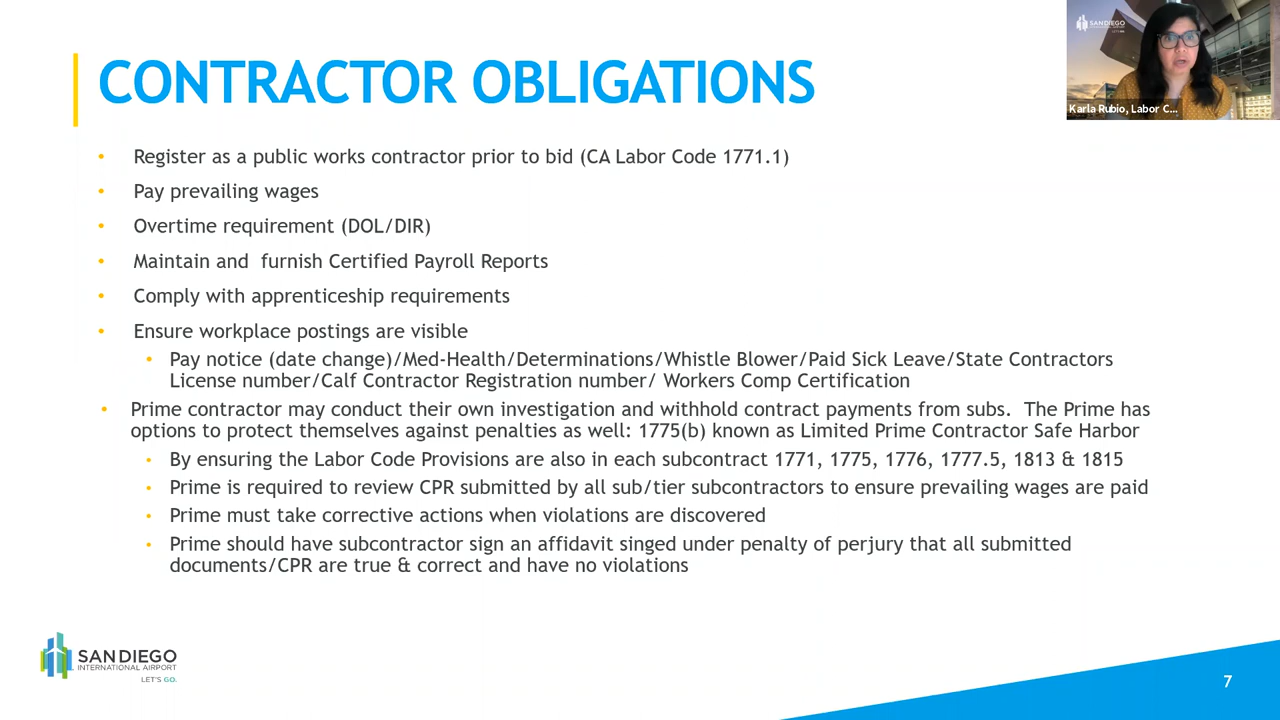 CONTRACTOR OBLIGATIONS
SAN DIEGO
Karla Rubio, Labor C...
• Register as a public works contractor prior to bid (CA Labor Code 1771.1)
• Pay prevailing wages
• Overtime requirement (DOL/DIR)
• Maintain and furnish Certified Payroll Reports
• Comply with apprenticeship requirements
• Ensure workplace postings are visible
• Pay notice (date change)/Med-Health/Determinations/Whistle Blower/Paid Sick Leave/State Contractors
License number/Calf Contractor Registration number/ Workers Comp Certification
• Prime contractor may conduct their own investigation and withhold contract payments from subs. The Prime has
options to protect themselves against penalties as well: 1775(b) known as Limited Prime Contractor Safe Harbor
• By ensuring the Labor Code Provisions are also in each subcontract 1771, 1775, 1776, 1777.5, 1813 & 1815
• Prime is required to review CPR submitted by all sub/tier subcontractors to ensure prevailing wages are paid
• Prime must take corrective actions when violations are discovered
• Prime should have subcontractor sign an affidavit singed under penalty of perjury that all submitted
documents/CPR are true & correct and have no violations
SAN DIEGO
INTERNATIONAL AIRPORT
LET'S GO.
7